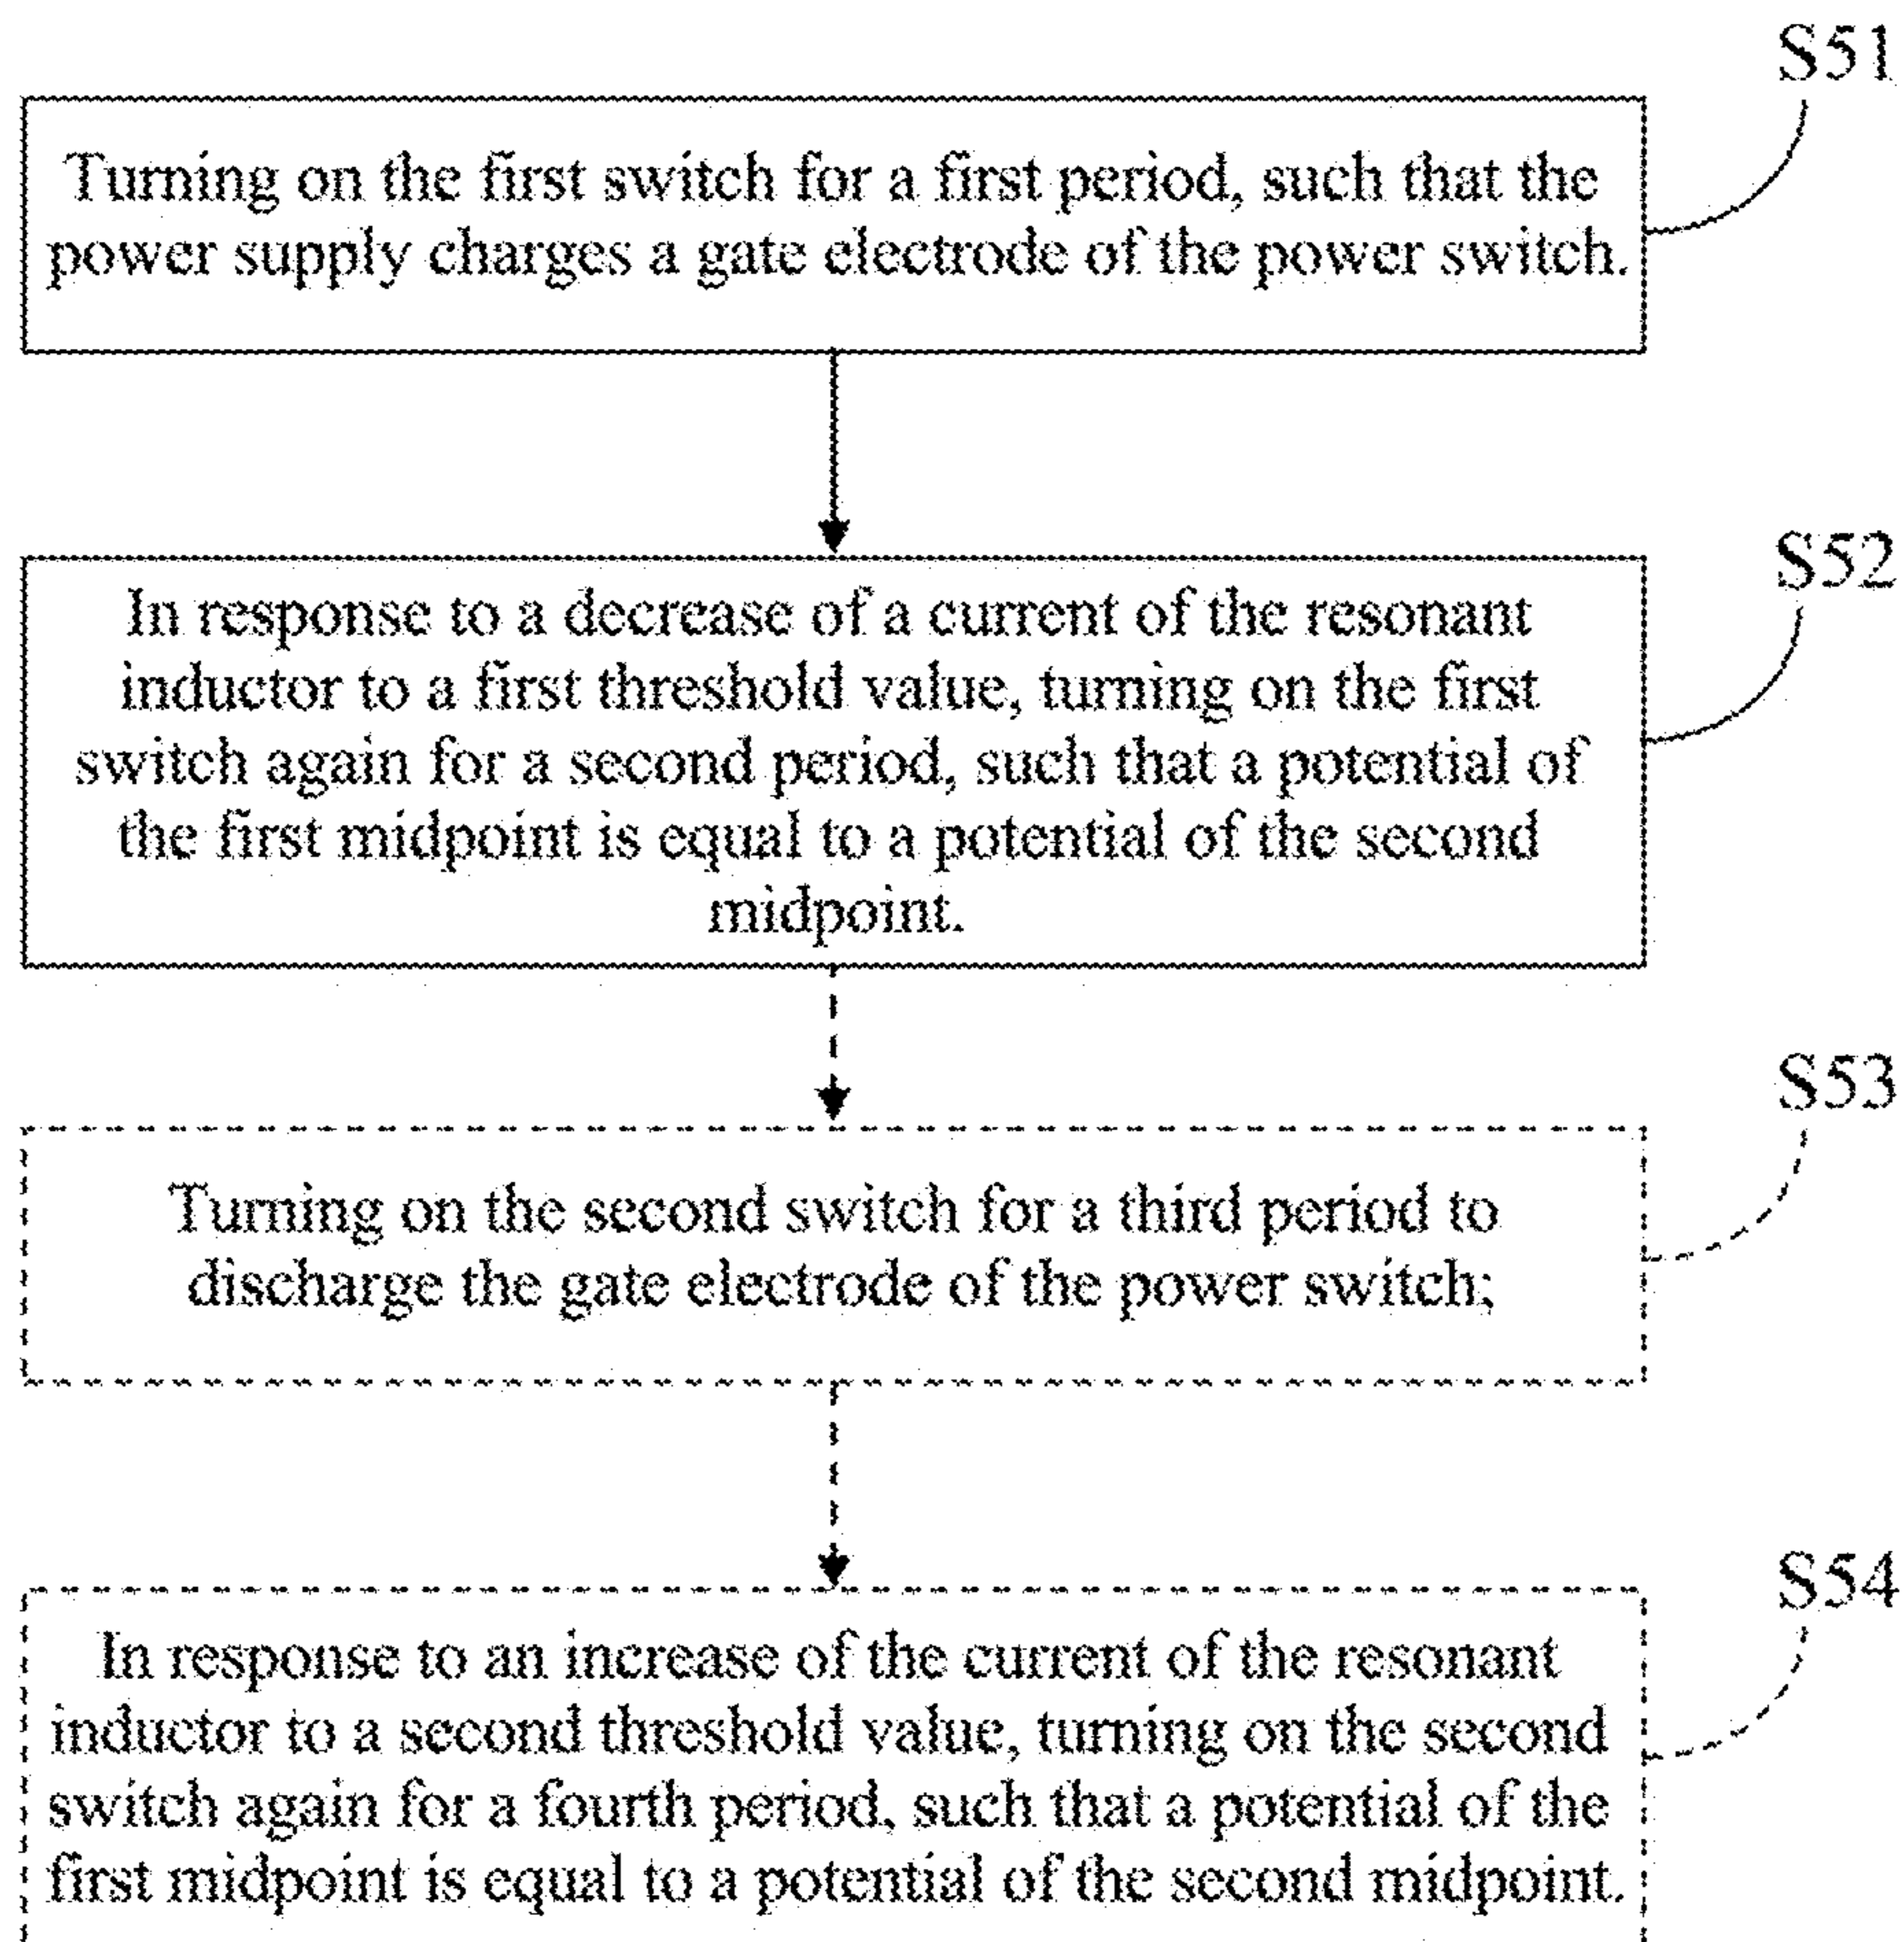 S51
Turning on the first switch for a first period, such that the
power supply charges a gate electrode of the power switch.
S52
In response to a decrease of a current of the resonant
inductor to a first threshold value, turning on the first
switch again for a second period, such that a potential of
the first midpoint is equal to a potential of the second
midpoint.
S53
Turning on the second switch for a third period to
discharge the gate electrode of the power switch;
S54
In response to an increase of the current of the resonant
inductor to a second threshold value, turning on the second
switch again for a fourth period, such that a potential of the
first midpoint is equal to a potential of the second midpoint.